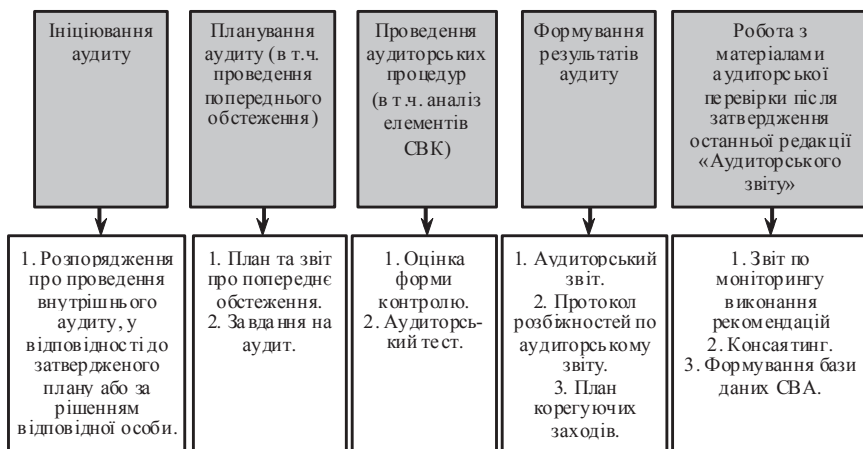 Ініціювання
аудиту
Планування
аудиту (в т.ч.
проведення
попереднього
обстеження)
Проведення
аудиторських
процедур
(в т.ч. аналіз
елементів
СВК)
Формування
результатів
аудиту
Робота з
матеріалами
аудиторської
перевірки після
затвердження
останньої редакції
«Аудиторського
звіту»
1. Розпорядження
про проведення
внутрішнього
аудиту, у
відповідності до
затвердженого
плану або за
рішенням
відповідної особи.
1. План та звіт
про попереднє
обстеження.
2. Завдання на
аудит.
1. Оцінка
форми
контролю.
2. Аудиторсь-
кий тест.
1. Аудиторський
звіт.
2. Протокол
розбіжностей по
аудиторському
звіту.
3. План
корегуючих
заходів.
1. Звіт по
моніторингу
виконання
рекомендацій
2. Консаятинг.
3. Формування бази
даних СВА.